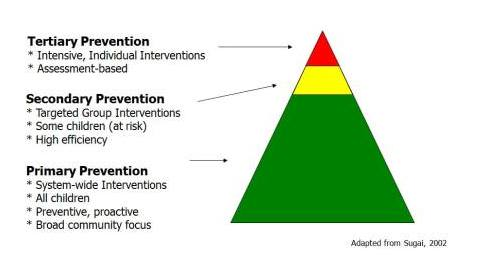 Tertiary Prevention
* Intensive, Individual Interventions
* Assessment-based
Secondary Prevention
* Targeted Group Interventions
* Some children (at risk)
* High efficiency
Primary Prevention
* System-wide Interventions
* All children
* Preventive, proactive
* Broad community focus
Adapted from Sugai, 2002